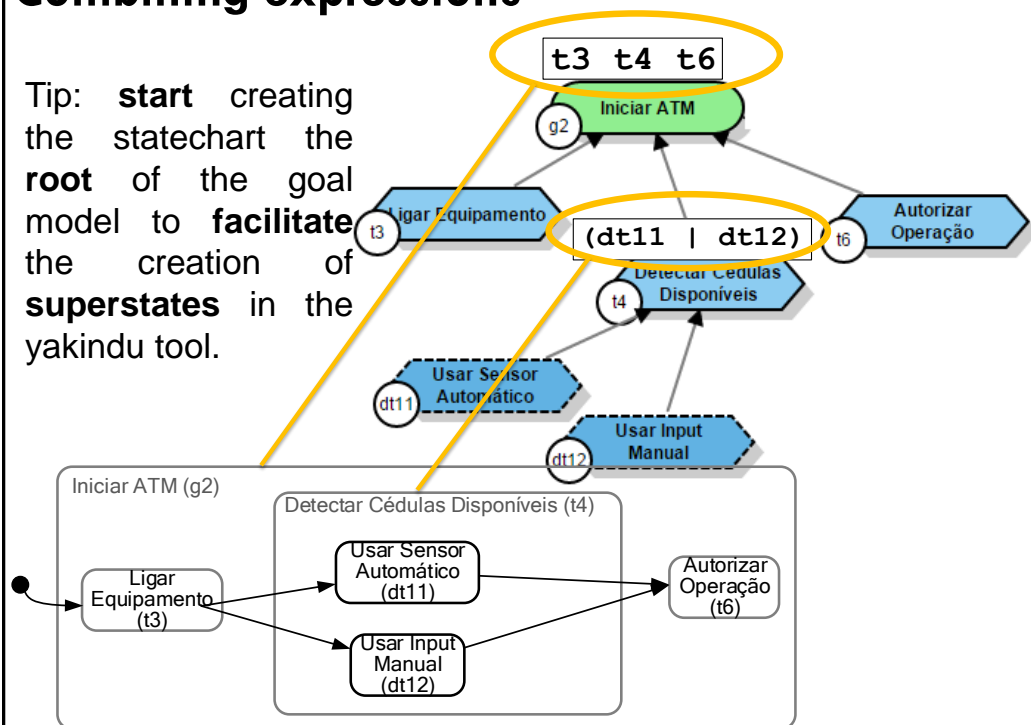 Combining expressions
Tip: start creating
the statechart the
root of the goal
model to facilitate
the creation of
superstates in the
yakindu tool.
t3 t4 t6
Iniciar ATM
g2
Ligar Equipamento
t3
(dt11 | dt12)
Autorizar
Operação
t6
Detectar Cédulas
Disponíveis
t4
Usar Sensor
Automático
dt11
Usar Input
Manual
dt12
Iniciar ATM (g2)
Detectar Cédulas Disponíveis (t4)
Ligar
Equipamento
(t3)
Usar Sensor
Automático
(dt11)
Usar Input
Manual
(dt12)
Autorizar
Operação
(t6)